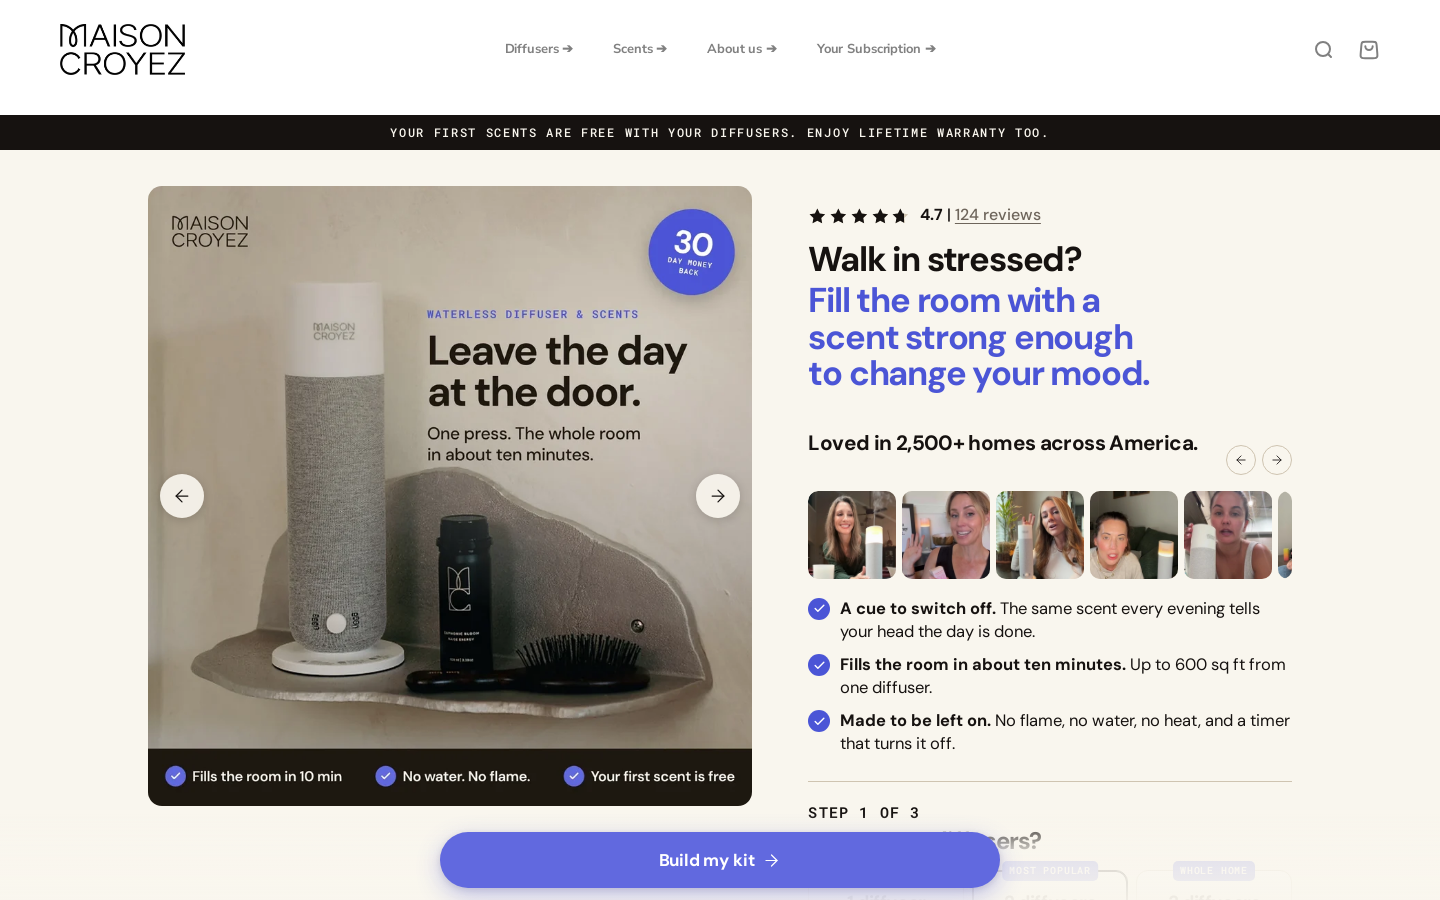 MAISON
CROYEZ
Diffusers ➔
Scents ➔
About us ➔
Your Subscription ➔
YOUR FIRST SCENTS ARE FREE WITH YOUR DIFFUSERS. ENJOY LIFETIME WARRANTY TOO.
MAISON
CROYEZ
30
DAY MONEY
BACK
MAISON
CROYEZ
WATERLESS DIFFUSER & SCENTS
Leave the day
at the door.
One press. The whole room
in about ten minutes.
Fills the room in 10 min
No water. No flame.
Your first scent is free
4.7 | 124 reviews
Walk in stressed?
Fill the room with a
scent strong enough
to change your mood.
Loved in 2,500+ homes across America.
A cue to switch off. The same scent every evening tells
your head the day is done.
Fills the room in about ten minutes. Up to 600 sq ft from
one diffuser.
Made to be left on. No flame, no water, no heat, and a timer
that turns it off.
STEP 1 OF 3
MOST POPULAR
WHOLE HOME
Build my kit →